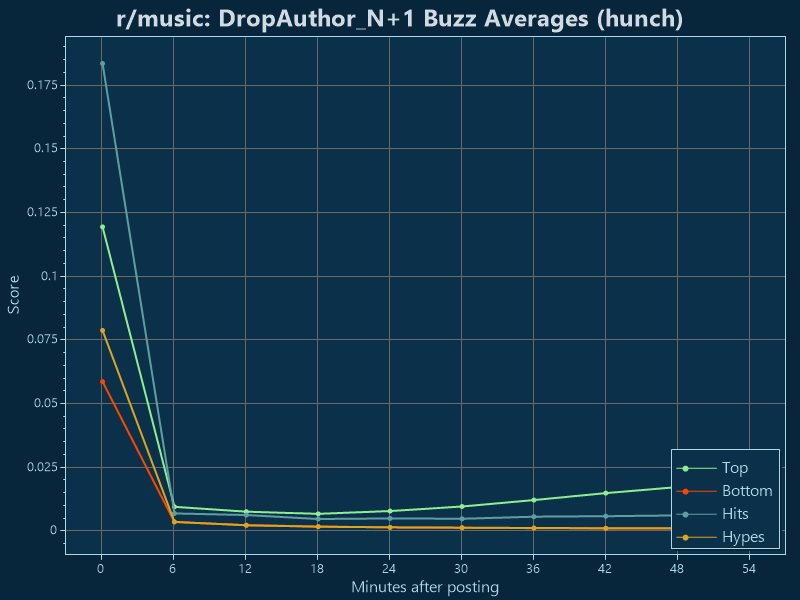 r/music: DropAuthor_N+1 Buzz Averages (hunch)
0.175
0.15
0.125
0.1
0.075
0.05
0.025
0
Score
0 6 12 18 24 30 36 42 48 54
Minutes after posting
Top
Bottom
Hits
Hypes